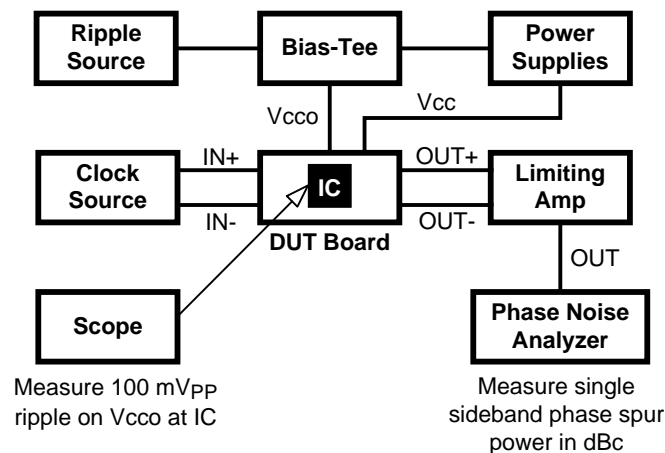 Ripple
Source
Bias-Tee
Power
Supplies
Vcco
Vcc
Clock
Source
IN+
IN-
IC
DUT Board
OUT+
OUT-
Limiting
Amp
OUT
Scope
Phase Noise
Analyzer
Measure 100 mVPP
ripple on Vcco at IC
Measure single
sideband phase spur
power in dBc